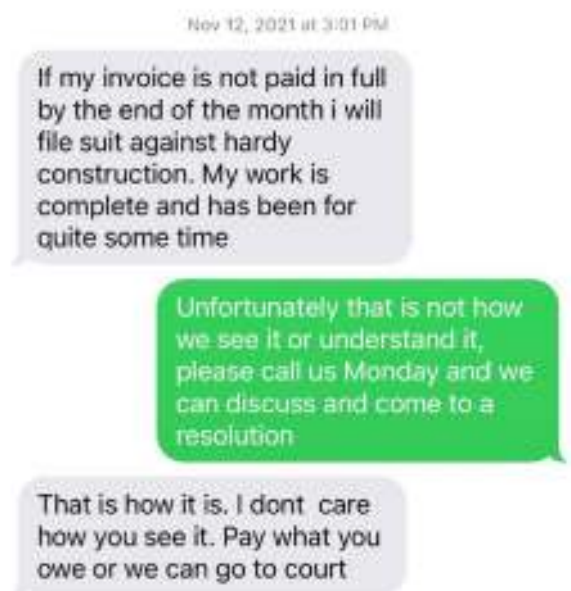 Nov 12, 2021 at 3:01 PM
If my invoice is not paid in full
by the end of the month i will
file suit against hardy
construction. My work is
complete and has been for
quite some time
Unfortunately that is not how
we see it or understand it,
please call us Monday and we
can discuss and come to a
resolution
That is how it is. I dont  care
how you see it. Pay what you
owe or we can go to court